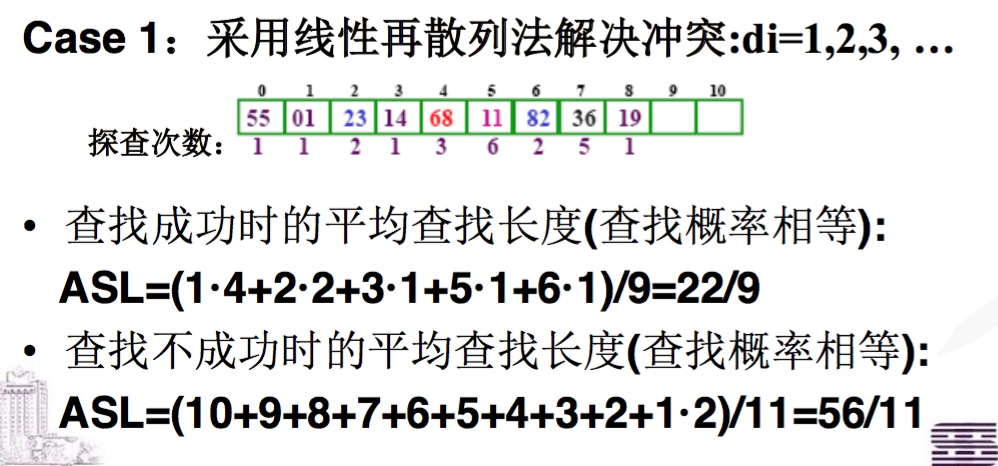 Case 1：采用线性再散列法解决冲突:di=1,2,3, …
0 1 2 3 4 5 6 7 8 9 10
55 01 23 14 68 11 82 36 19
探查次数： 1 1 2 1 3 6 2 5 1
• 查找成功时的平均查找长度(查找概率相等):
ASL=(1·4+2·2+3·1+5·1+6·1)/9=22/9
• 查找不成功时的平均查找长度(查找概率相等):
ASL=(10+9+8+7+6+5+4+3+2+1·2)/11=56/11